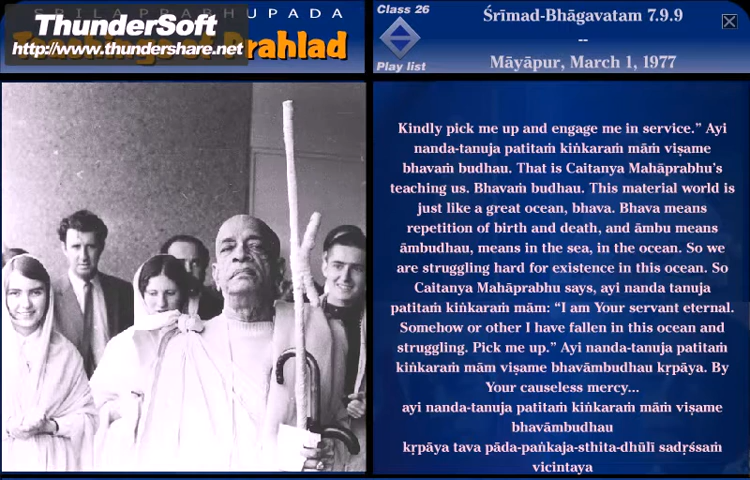 SRILA PRABHUPADA
ThunderSoft
http://www.thundershare.net
Teachings of Prahlad
Class 26
Play list
Śrīmad-Bhāgavatam 7.9.9
--
Māyāpur, March 1, 1977
Kindly pick me up and engage me in service.” Ayi
nanda-tanuja patitaṁ kiṅkaraṁ māṁ viṣame
bhavaṁ budhau. That is Caitanya Mahāprabhu’s
teaching us. Bhavaṁ budhau. This material world is
just like a great ocean, bhava. Bhava means
repetition of birth and death, and āmbu means
āmbudhau, means in the sea, in the ocean. So we
are struggling hard for existence in this ocean. So
Caitanya Mahāprabhu says, ayi nanda tanuja
patitaṁ kiṅkaraṁ mām: “I am Your servant eternal.
Somehow or other I have fallen in this ocean and
struggling. Pick me up.” Ayi nanda-tanuja patitaṁ
kiṅkaraṁ mām viṣame bhavāmbudhau kṛpāya. By
Your causeless mercy...
ayi nanda-tanuja patitaṁ kiṅkaraṁ māṁ viṣame
bhavāmbudhau
kṛpāya tava pāda-paṅkaja-sthita-dhūlī sadṛśsaṁ
vicintaya